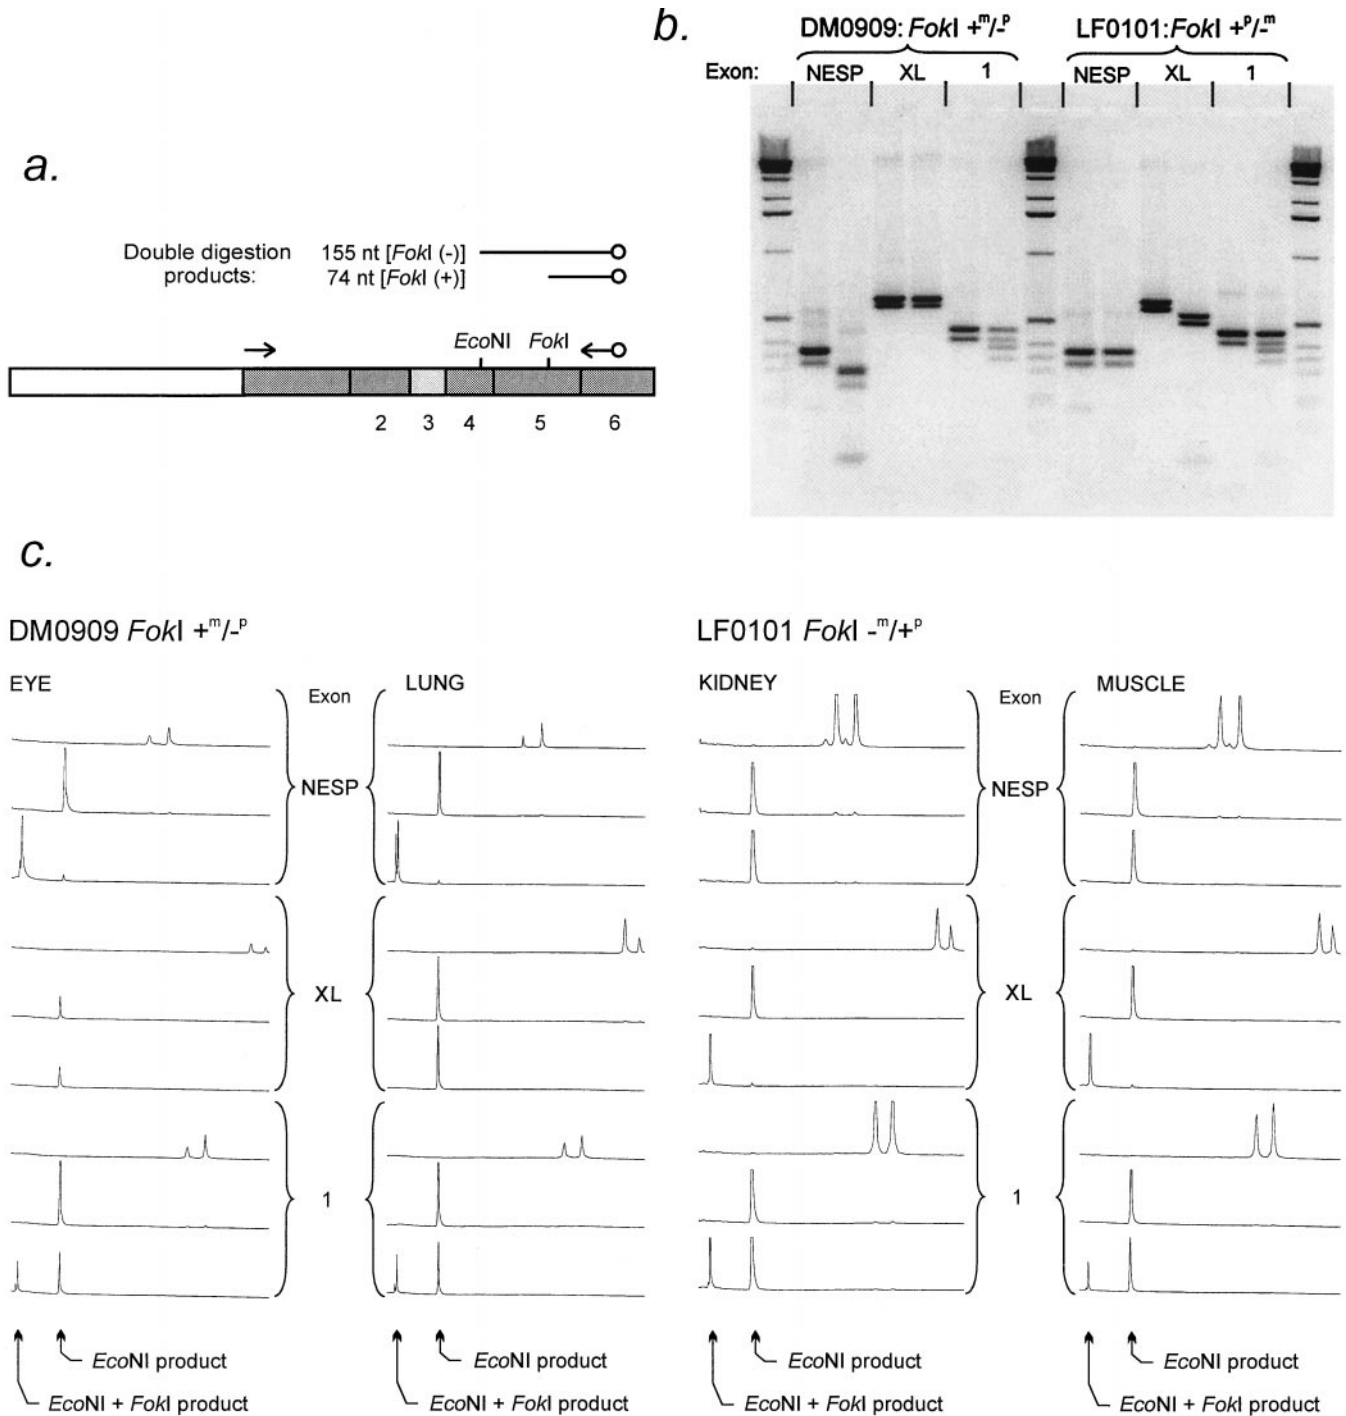 a.
Double digestion products:
155 nt [FokI (-)]
74 nt [FokI (+)]
EcoNI FokI
2 3 4 5 6
b.
DM0909: FokI +ᵐ/-ᵖ LF0101:FokI +ᵖ/-ᵐ
Exon: NESP XL 1 NESP XL 1
c.
DM0909 FokI +ᵐ/-ᵖ
EYE Exon LUNG
NESP
XL
1
EcoNI product EcoNI product
EcoNI + FokI product EcoNI + FokI product
LF0101 FokI -ᵐ/+ᵖ
KIDNEY Exon MUSCLE
NESP
XL
1
EcoNI product EcoNI product
EcoNI + FokI product EcoNI + FokI product